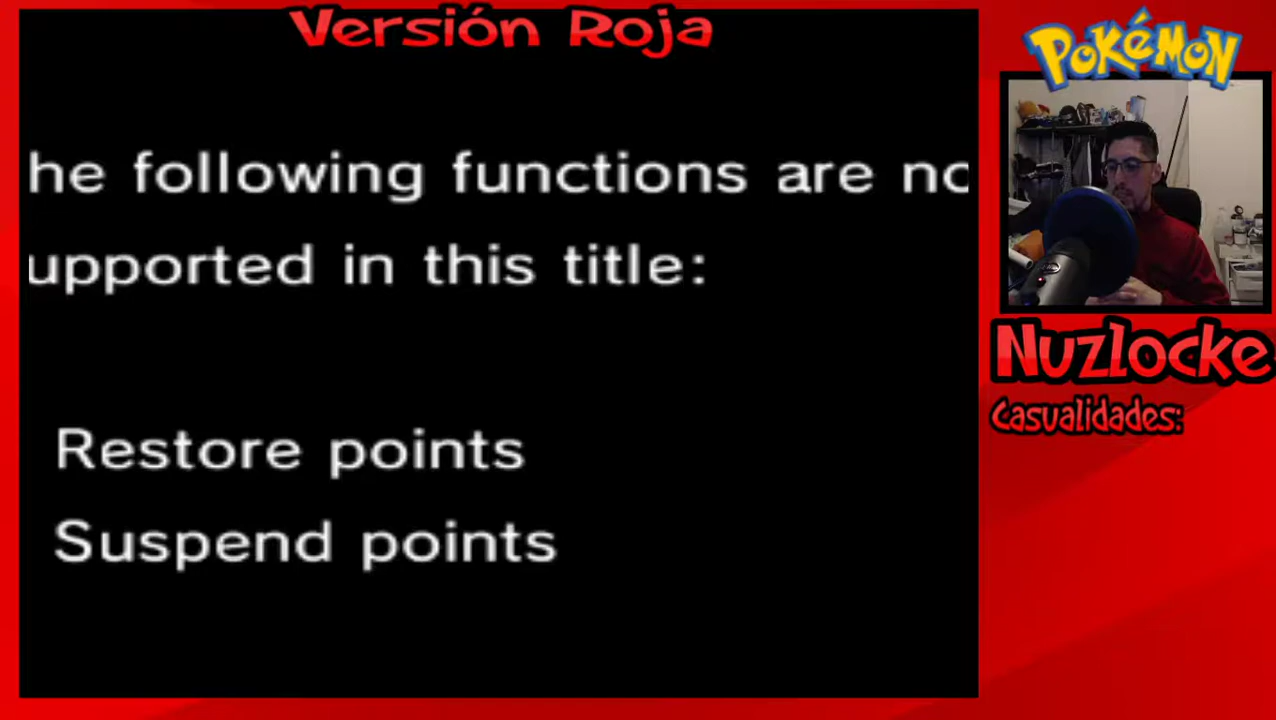 Versión Roja
POKéMON
he following functions are no
upported in this title:
Restore points
Suspend points
Nuzlocke
Casualidades: